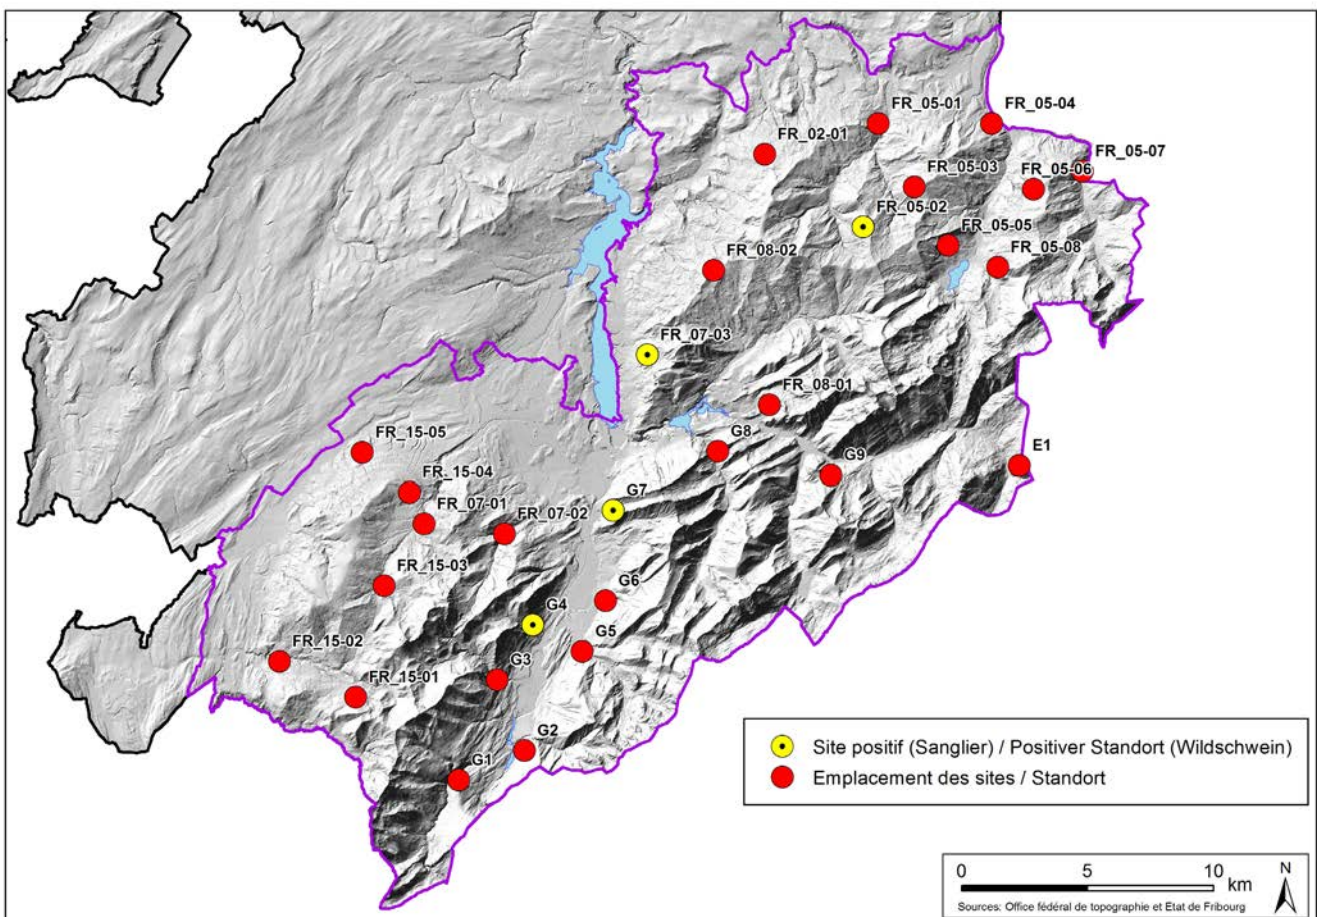 FR_05-01
FR_05-04
FR_02-01
FR_05-07
FR_05-03
FR_05-06
FR_05-02
FR_05-05
FR_08-02
FR_05-08
FR_07-03
FR_08-01
FR_15-05
G8
E1
FR_15-04
G9
G7
FR_07-01
FR_07-02
FR_15-03
G6
G4
G5
FR_15-02
G3
FR_15-01
G2
G1
Site positif (Sanglier) / Positiver Standort (Wildschwein)
Emplacement des sites / Standort
0 5 10
km
N
Sources: Office fédéral de topographie et Etat de Fribourg